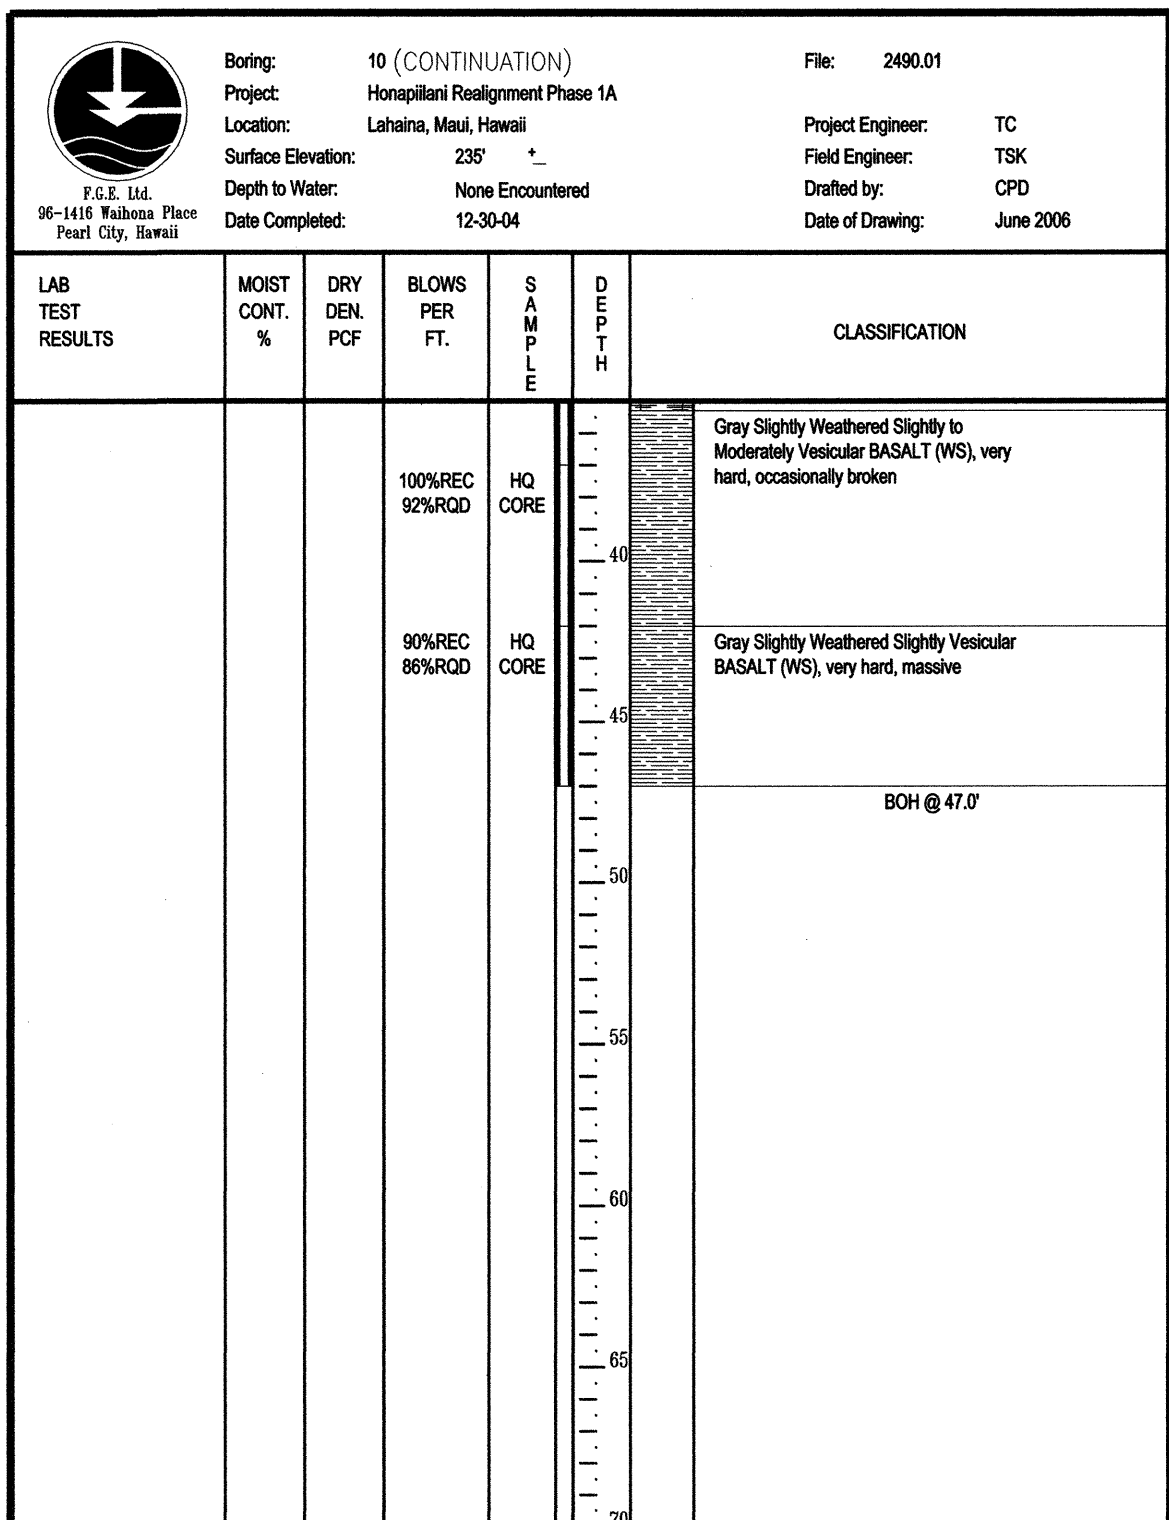 Boring: 10 (CONTINUATION) File: 2490.01
Project: Honapiilani Realignment Phase 1A
Location: Lahaina, Maui, Hawaii Project Engineer: TC
Surface Elevation: 235' +_ Field Engineer: TSK
Depth to Water: None Encountered Drafted by: CPD
Date Completed: 12-30-04 Date of Drawing: June 2006
F.G.E. Ltd.
96-1416 Waihona Place
Pearl City, Hawaii
LAB TEST RESULTS
MOIST CONT. %
DRY DEN. PCF
BLOWS PER FT.
SAMPLE
DEPTH
CLASSIFICATION
Gray Slightly Weathered Slightly to
Moderately Vesicular BASALT (WS), very
hard, occasionally broken
100%REC HQ
92%RQD CORE
40
90%REC HQ
86%RQD CORE
Gray Slightly Weathered Slightly Vesicular
BASALT (WS), very hard, massive
45
BOH @ 47.0'
50
55
60
65
70